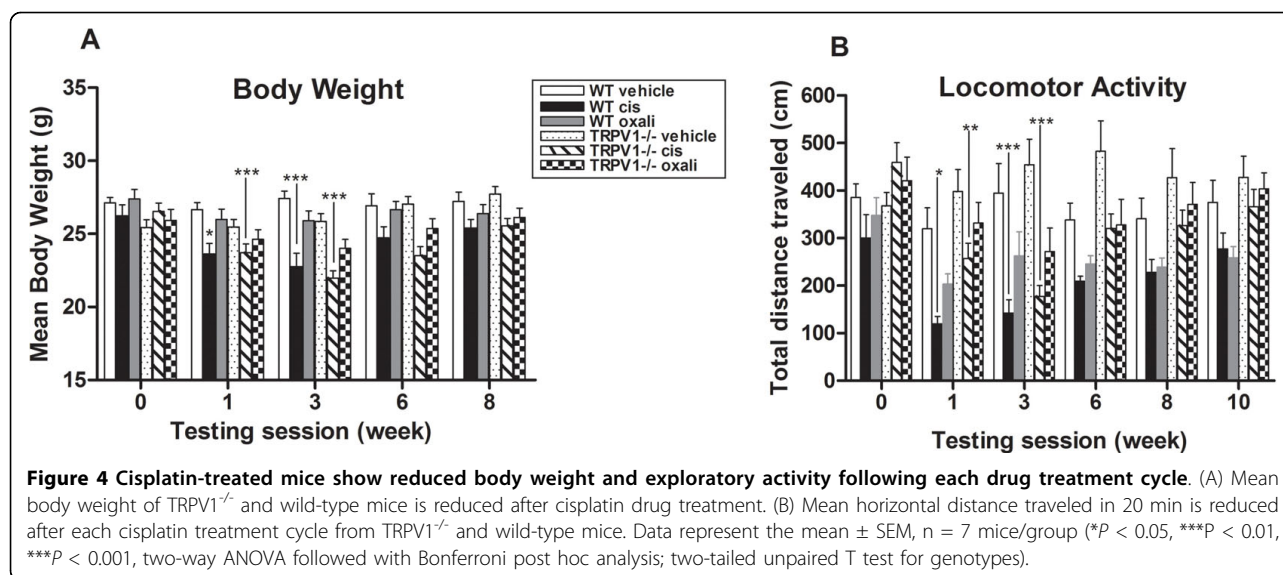 A
Body Weight
Mean Body Weight (g)
35
30
25
20
15
*
***
***
***
0 1 3 6 8
Testing session (week)
WT vehicle
WT cis
WT oxali
TRPV1-/- vehicle
TRPV1-/- cis
TRPV1-/- oxali
B
Locomotor Activity
Total distance traveled (cm)
600
500
400
300
200
100
0
*
**
***
***
0 1 3 6 8 10
Testing session (week)
Figure 4 Cisplatin-treated mice show reduced body weight and exploratory activity following each drug treatment cycle. (A) Mean
body weight of TRPV1-/- and wild-type mice is reduced after cisplatin drug treatment. (B) Mean horizontal distance traveled in 20 min is reduced
after each cisplatin treatment cycle from TRPV1-/- and wild-type mice. Data represent the mean ± SEM, n = 7 mice/group (*P < 0.05, ***P < 0.01,
***P < 0.001, two-way ANOVA followed with Bonferroni post hoc analysis; two-tailed unpaired T test for genotypes).